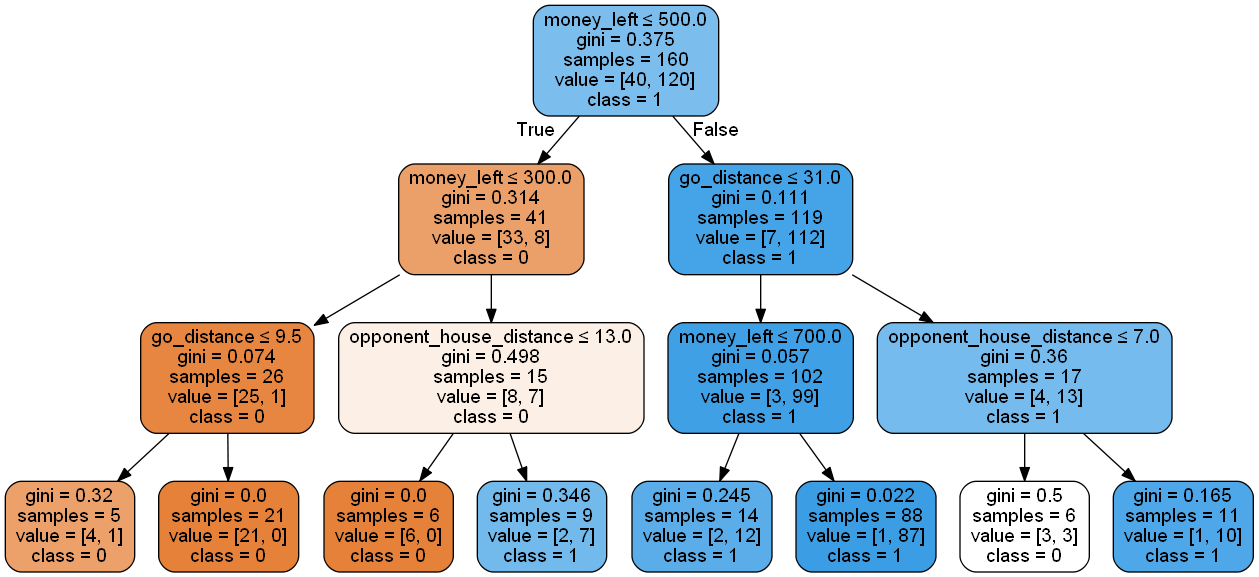 money_left ≤ 500.0
gini = 0.375
samples = 160
value = [40, 120]
class = 1
True
False
money_left ≤ 300.0
gini = 0.314
samples = 41
value = [33, 8]
class = 0
go_distance ≤ 31.0
gini = 0.111
samples = 119
value = [7, 112]
class = 1
go_distance ≤ 9.5
gini = 0.074
samples = 26
value = [25, 1]
class = 0
opponent_house_distance ≤ 13.0
gini = 0.498
samples = 15
value = [8, 7]
class = 0
money_left ≤ 700.0
gini = 0.057
samples = 102
value = [3, 99]
class = 1
opponent_house_distance ≤ 7.0
gini = 0.36
samples = 17
value = [4, 13]
class = 1
gini = 0.32
samples = 5
value = [4, 1]
class = 0
gini = 0.0
samples = 21
value = [21, 0]
class = 0
gini = 0.0
samples = 6
value = [6, 0]
class = 0
gini = 0.346
samples = 9
value = [2, 7]
class = 1
gini = 0.245
samples = 14
value = [2, 12]
class = 1
gini = 0.022
samples = 88
value = [1, 87]
class = 1
gini = 0.5
samples = 6
value = [3, 3]
class = 0
gini = 0.165
samples = 11
value = [1, 10]
class = 1